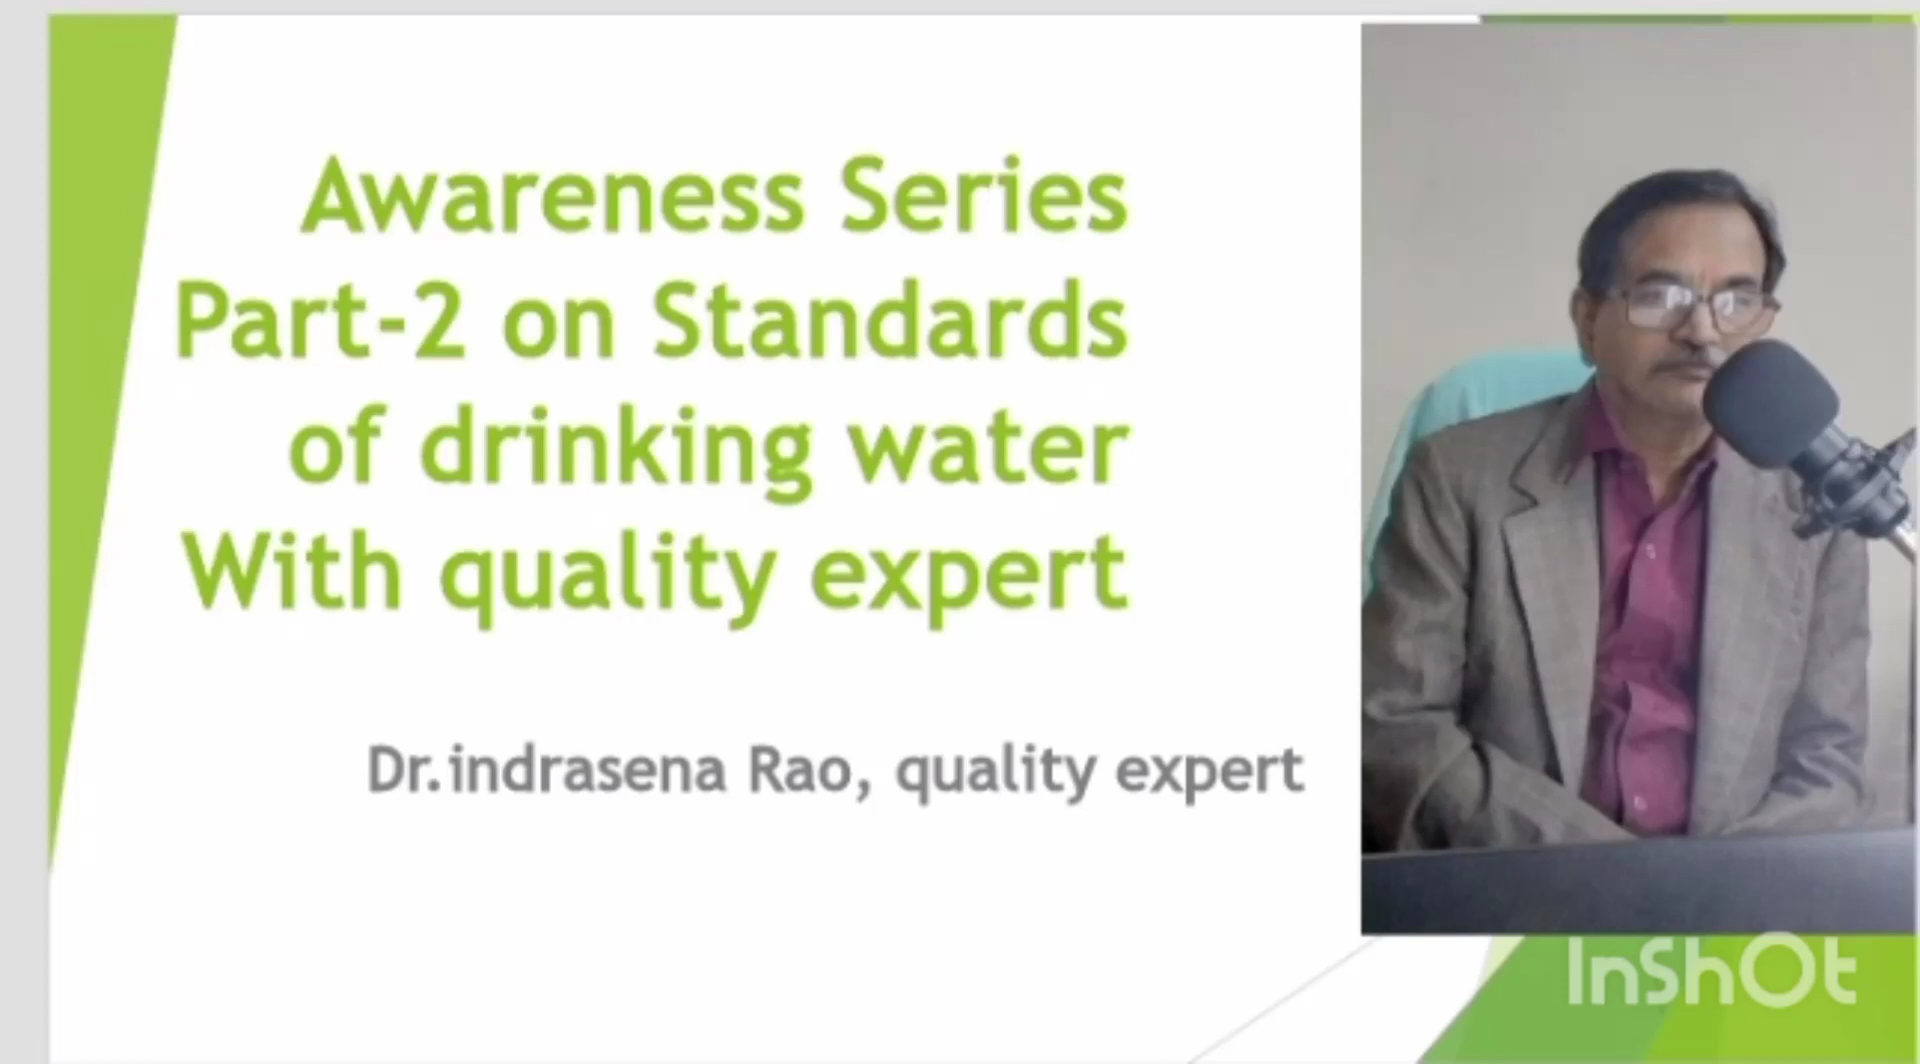 Awareness Series
Part-2 on Standards
of drinking water
With quality expert
Dr.indrasena Rao, quality expert
InShOt